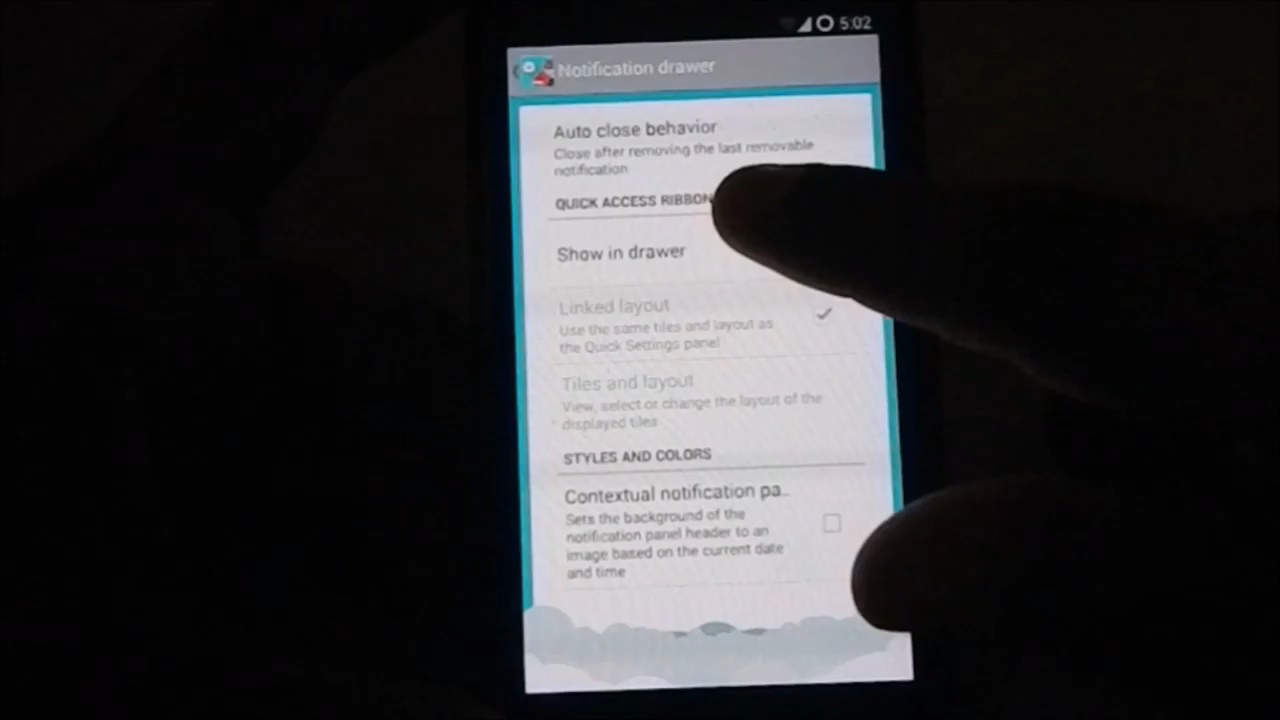 5:02
Notification drawer
Auto close behavior
Close after removing the last removable
notification
QUICK ACCESS RIBBON
Show in drawer
Linked layout
Use the same tiles and layout as
the Quick Settings panel
Tiles and layout
View, select or change the layout of the
displayed tiles
STYLES AND COLORS
Contextual notification pa..
Sets the background of the
notification panel header to an
image based on the current date
and time